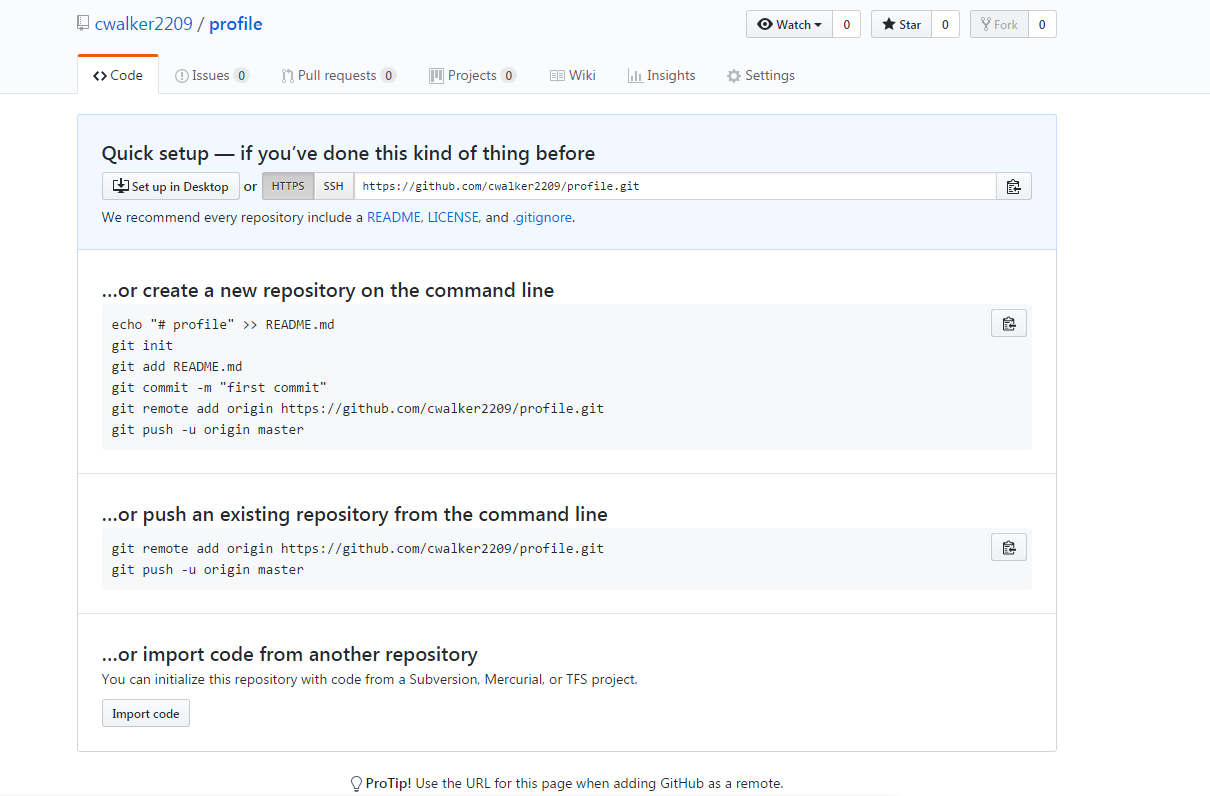 cwalker2209 / profile
Watch 0 Star 0 Fork 0
Code Issues 0 Pull requests 0 Projects 0 Wiki Insights Settings
Quick setup — if you’ve done this kind of thing before
Set up in Desktop or HTTPS SSH https://github.com/cwalker2209/profile.git
We recommend every repository include a README, LICENSE, and .gitignore.
…or create a new repository on the command line
echo "# profile" >> README.md
git init
git add README.md
git commit -m "first commit"
git remote add origin https://github.com/cwalker2209/profile.git
git push -u origin master
…or push an existing repository from the command line
git remote add origin https://github.com/cwalker2209/profile.git
git push -u origin master
…or import code from another repository
You can initialize this repository with code from a Subversion, Mercurial, or TFS project.
Import code
ProTip! Use the URL for this page when adding GitHub as a remote.